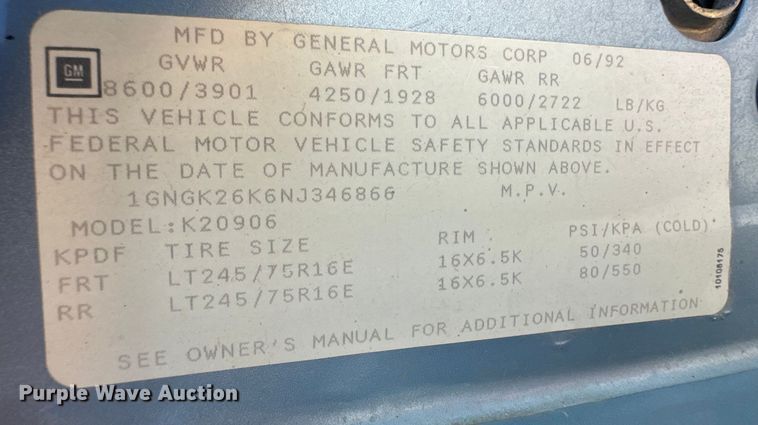 MFD BY GENERAL MOTORS CORP 06/92
GVWR GAWR FRT GAWR RR
GM
8600/3901 4250/1928 6000/2722 LB/KG
THIS VEHICLE CONFORMS TO ALL APPLICABLE U.S.
FEDERAL MOTOR VEHICLE SAFETY STANDARDS IN EFFECT
ON THE DATE OF MANUFACTURE SHOWN ABOVE.
1GNGK26K6NJ346866 M.P.V.
MODEL:K20906
KPDF TIRE SIZE RIM PSI/KPA (COLD)
FRT LT245/75R16E 16X6.5K 50/340
RR LT245/75R16E 16X6.5K 80/550
SEE OWNER'S MANUAL FOR ADDITIONAL INFORMATION
10106175
Purple Wave Auction